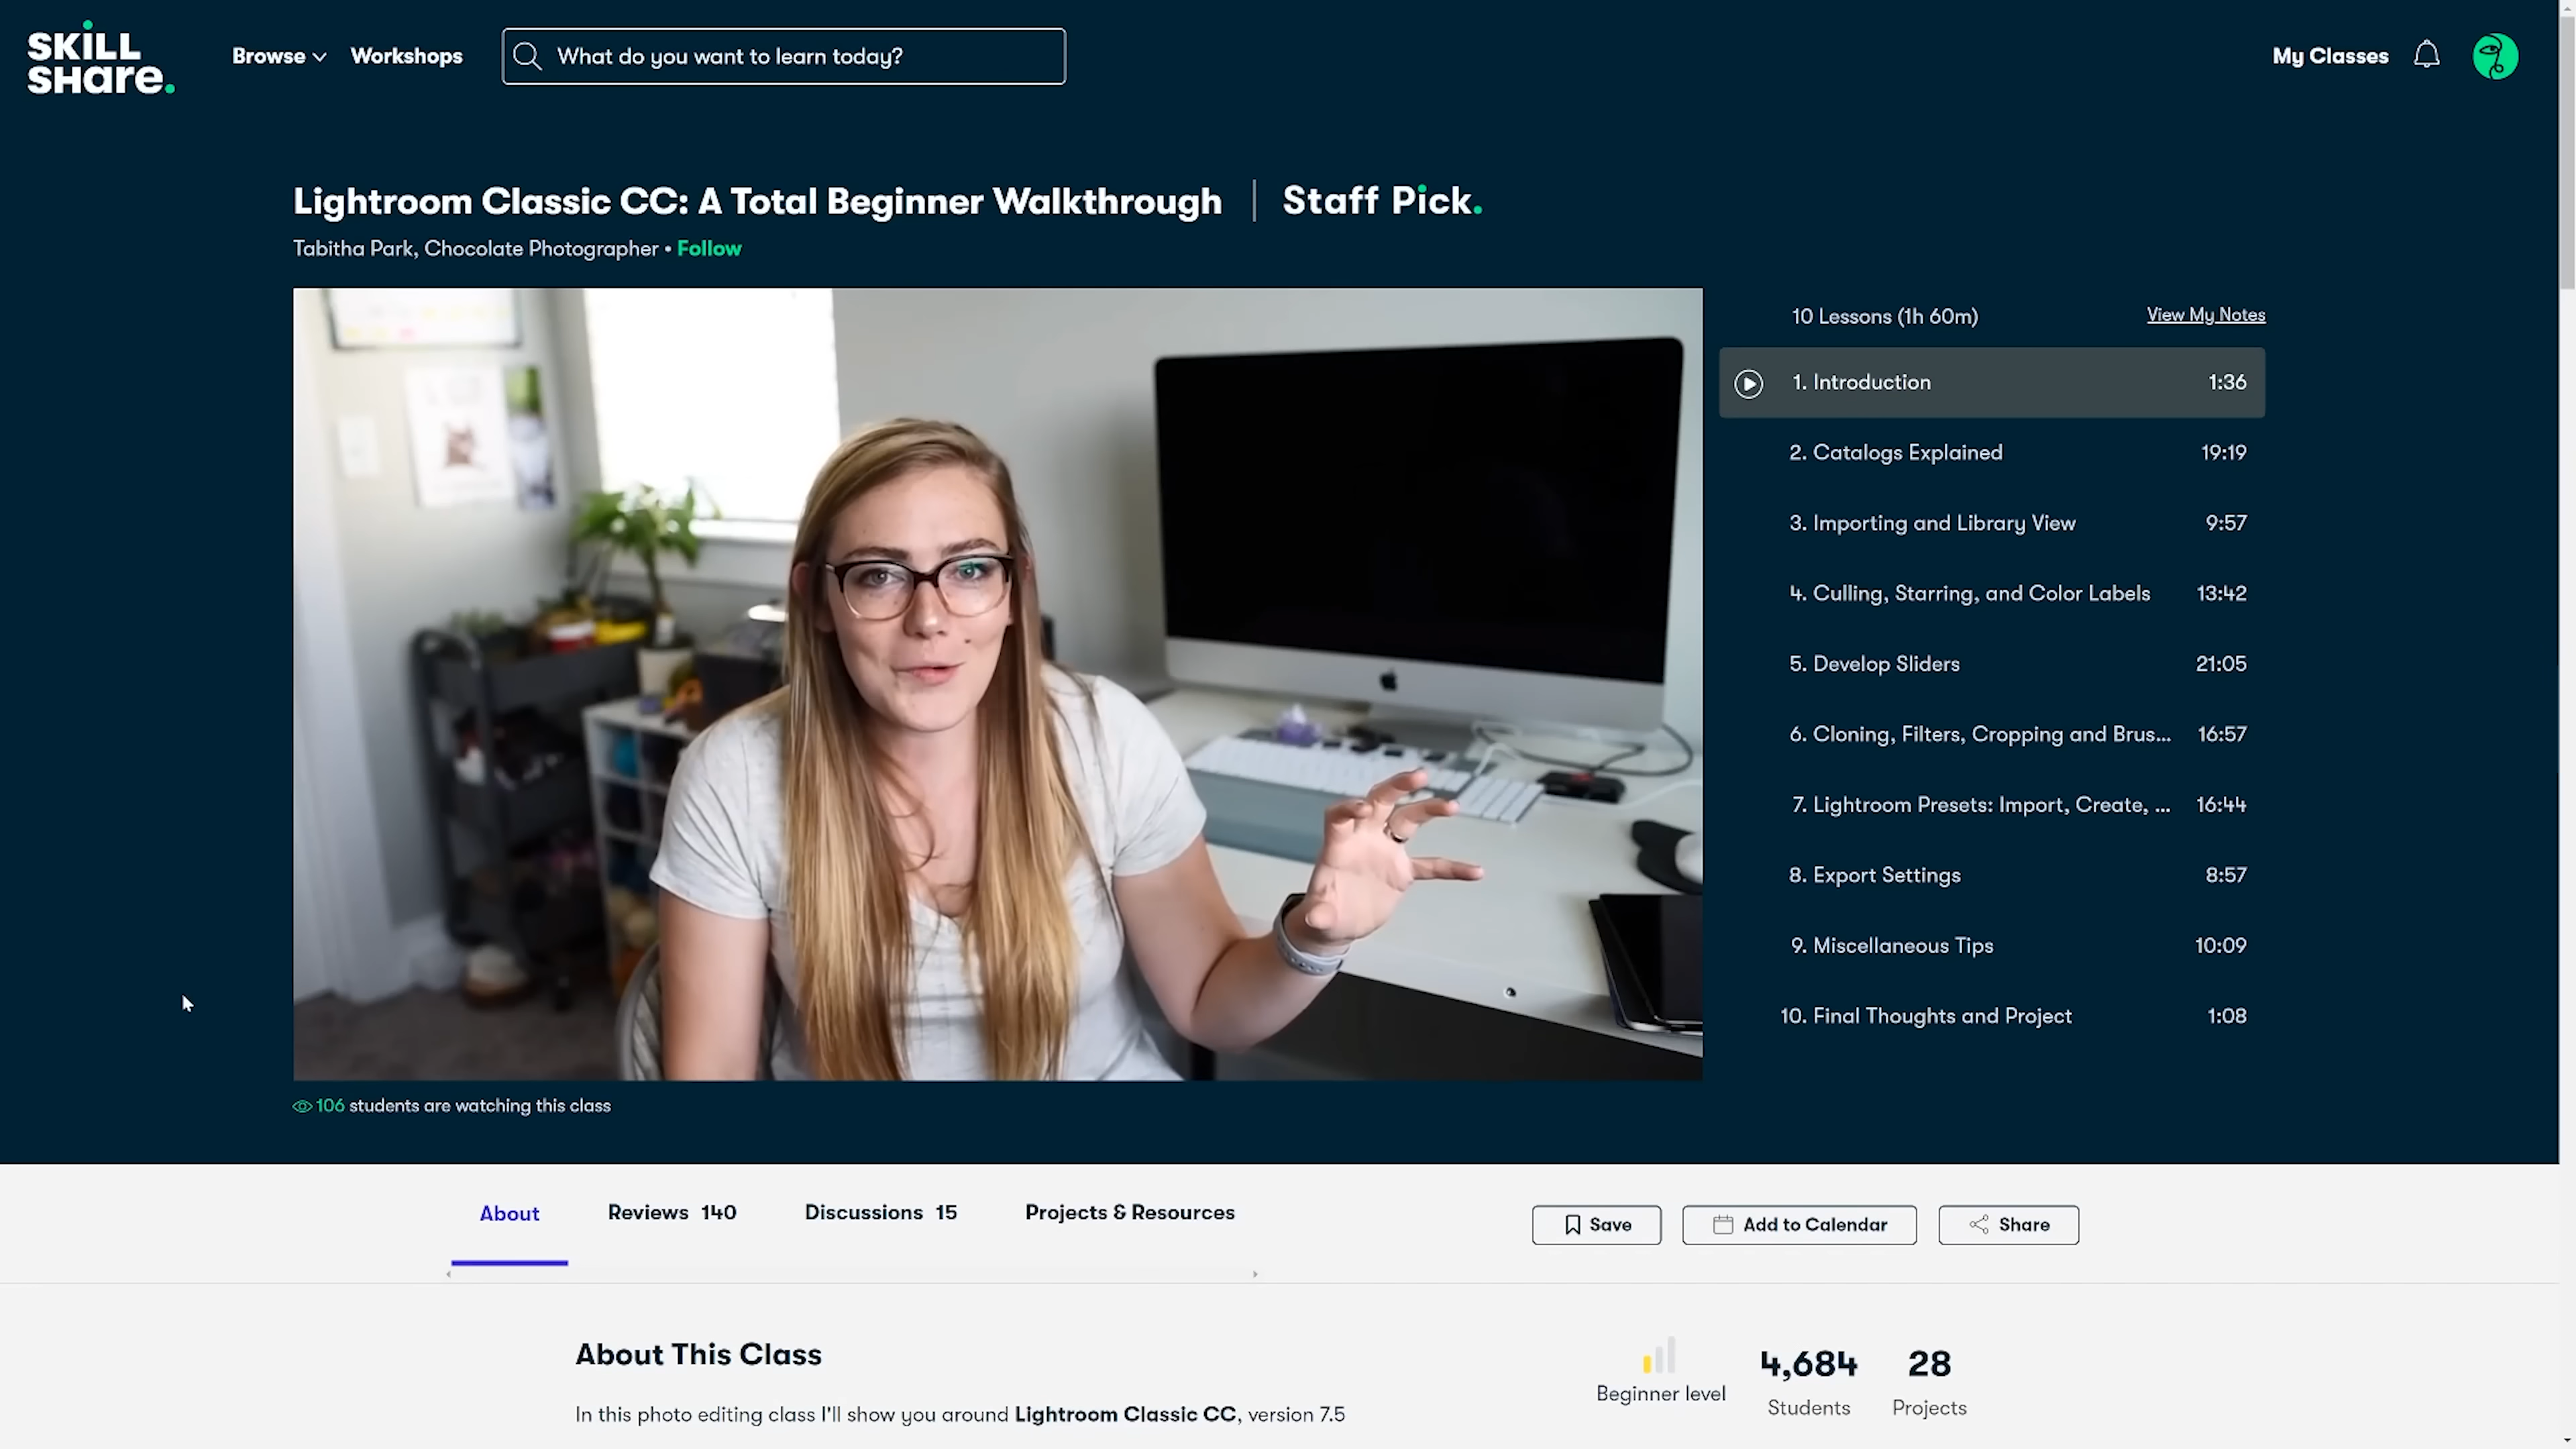 SKILL
SHare.
Browse
Workshops
What do you want to learn today?
My Classes
Lightroom Classic CC: A Total Beginner Walkthrough
Staff Pick.
Tabitha Park, Chocolate Photographer • Follow
10 Lessons (1h 60m)
View My Notes
1. Introduction 1:36
2. Catalogs Explained 19:19
3. Importing and Library View 9:57
4. Culling, Starring, and Color Labels 13:42
5. Develop Sliders 21:05
6. Cloning, Filters, Cropping and Brus... 16:57
7. Lightroom Presets: Import, Create, ... 16:44
8. Export Settings 8:57
9. Miscellaneous Tips 10:09
10. Final Thoughts and Project 1:08
106 students are watching this class
About
Reviews 140
Discussions 15
Projects & Resources
Save
Add to Calendar
Share
About This Class
In this photo editing class I'll show you around Lightroom Classic CC, version 7.5
Beginner level
4,684
Students
28
Projects